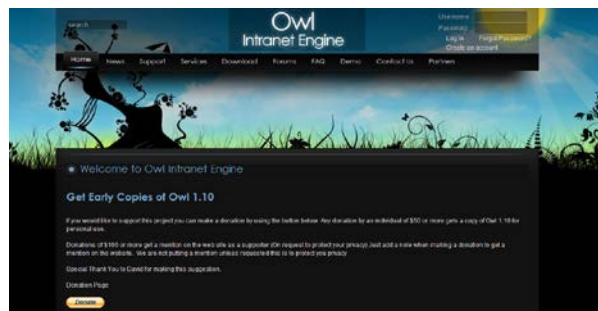 search
Owl
Intranet Engine
Username
Password
Log in Forgot Password?
Create an account
Home News Support Services Download Forums FAQ Demo Contact Us Partners
Welcome to Owl Intranet Engine
Get Early Copies of Owl 1.10
If you would like to support this project you can make a donation by using the button below. Any donation by an individual of $50 or more gets a copy of Owl 1.10 for
personal use.
Donations of $100 or more get a mention on the web site as a supporter (On request to protect your privacy) Just add a note when making a donation to get a
mention on the website. We are not putting a mention unless requested this is to protect you privacy
Special Thank You to David for making this suggestion.
Donation Page
Donate